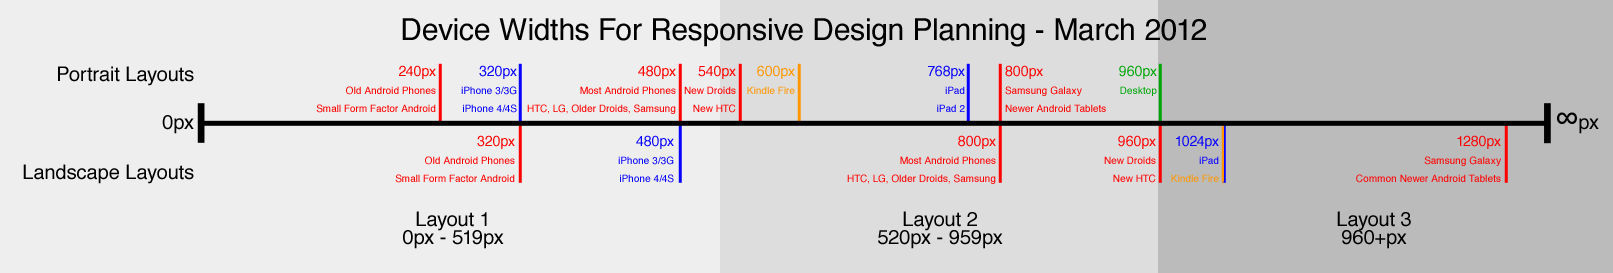 Device Widths For Responsive Design Planning - March 2012
Portrait Layouts
240px
Old Android Phones
Small Form Factor Android
320px
iPhone 3/3G
iPhone 4/4S
480px
Most Android Phones
HTC, LG, Older Droids, Samsung
540px
New Droids
New HTC
600px
Kindle Fire
768px
iPad
iPad 2
800px
Samsung Galaxy
Newer Android Tablets
960px
Desktop
0px
∞px
Landscape Layouts
320px
Old Android Phones
Small Form Factor Android
480px
iPhone 3/3G
iPhone 4/4S
800px
Most Android Phones
HTC, LG, Older Droids, Samsung
960px
New Droids
New HTC
1024px
iPad
Kindle Fire
1280px
Samsung Galaxy
Common Newer Android Tablets
Layout 1
0px - 519px
Layout 2
520px - 959px
Layout 3
960+px